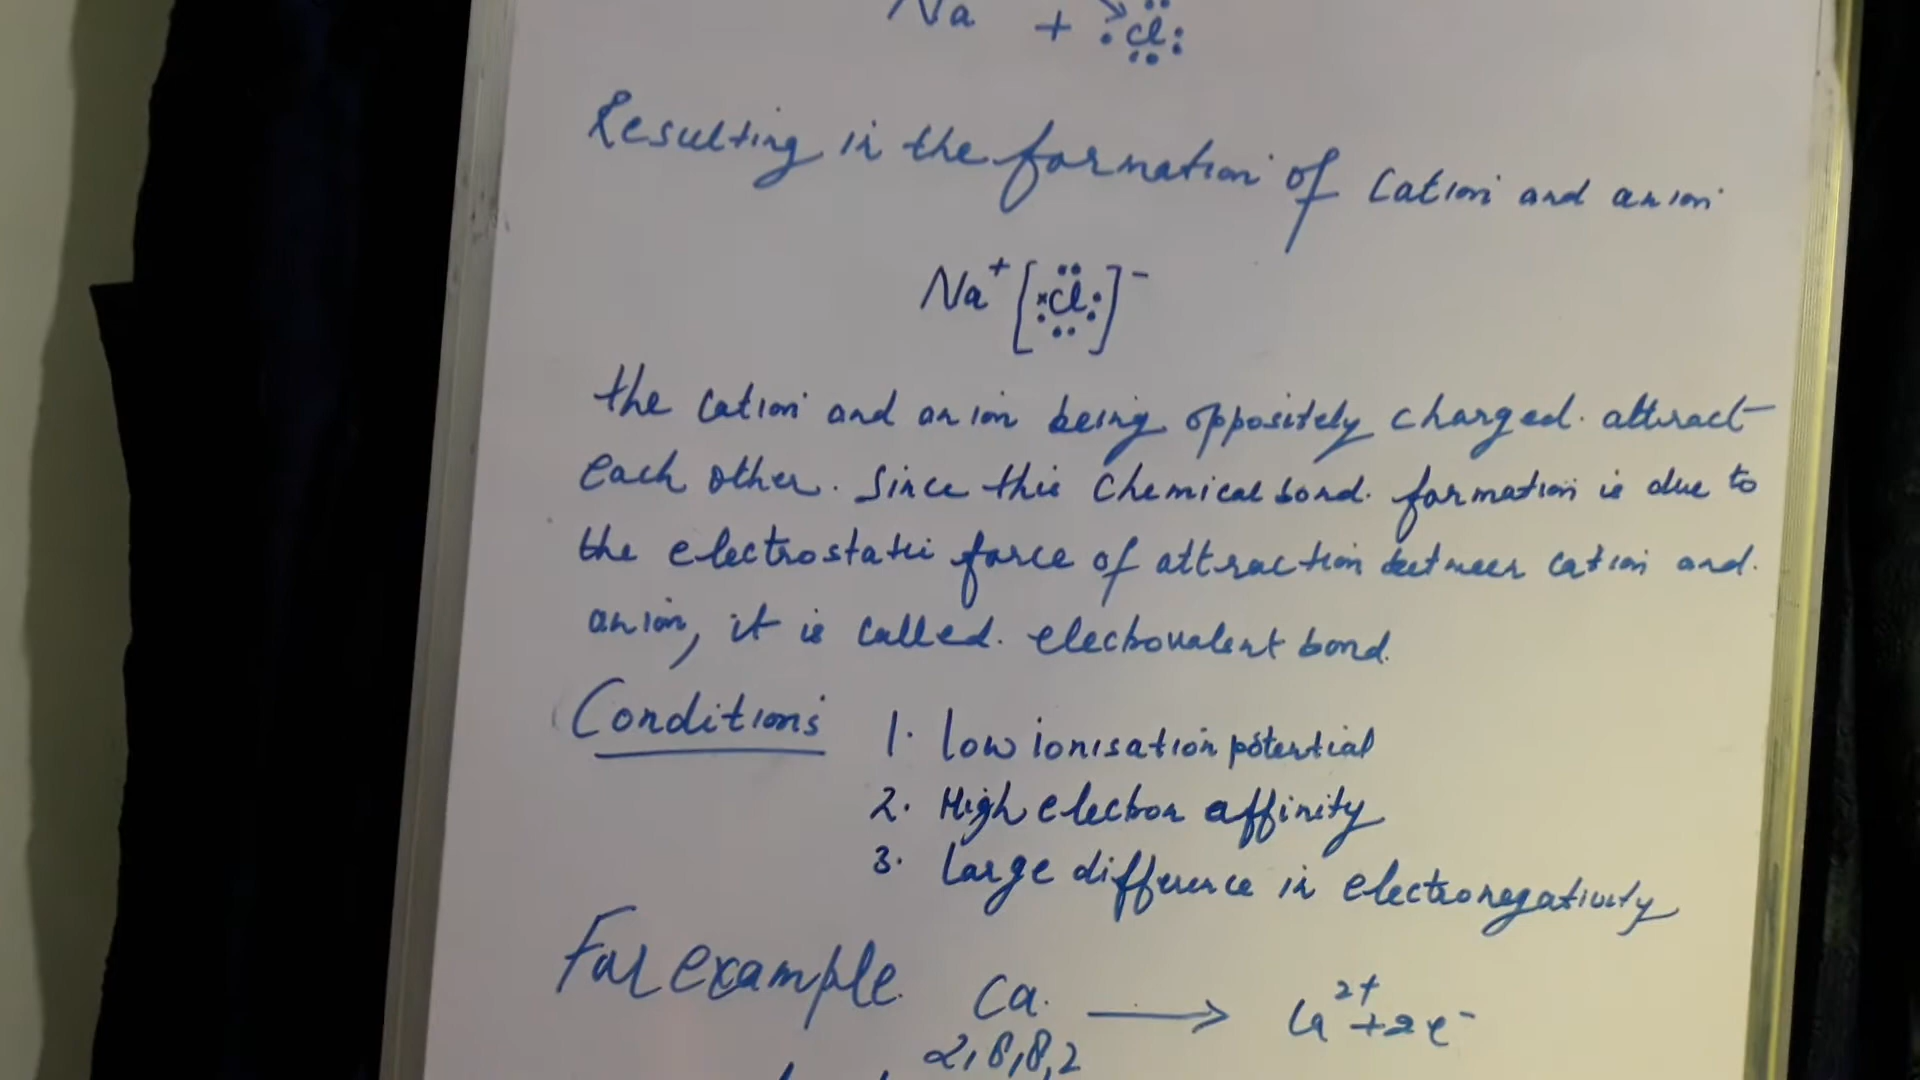 Na + Cl
Resulting in the formation of Cation and anion
Na+ [Cl]-
the cation and anion being oppositely charged. attract
each other. Since this Chemical bond. formation is due to
the electrostatic force of attraction between cation and.
anion, it is called. electrovalent bond.
Conditions
1. Low ionisation potential
2. High electron affinity
3. Large difference in electronegativity
For example. Ca. → Ca2+ + 2e-
2,8,8,2